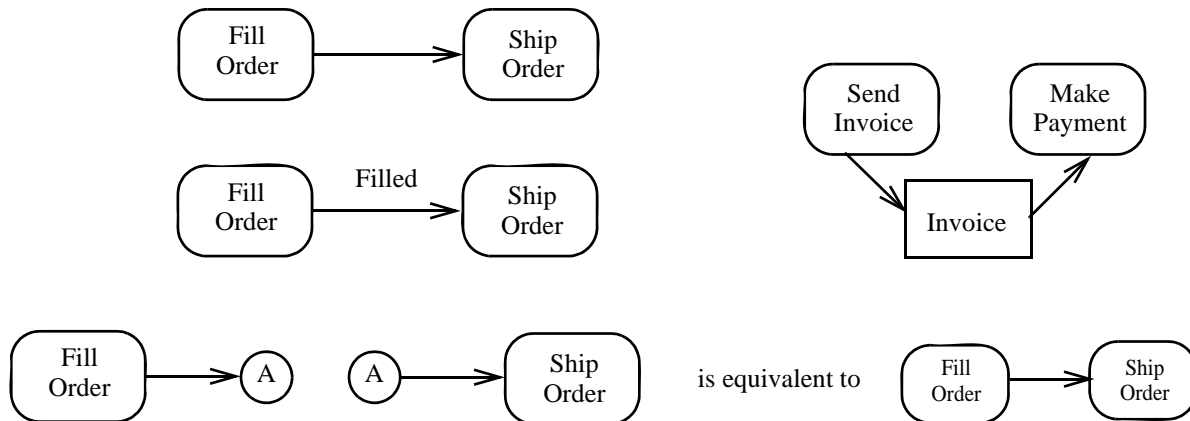 Fill
Order
Ship
Order
Send
Invoice
Make
Payment
Invoice
Fill
Order
Filled
Ship
Order
Fill
Order
A
A
Ship
Order
is equivalent to
Fill
Order
Ship
Order